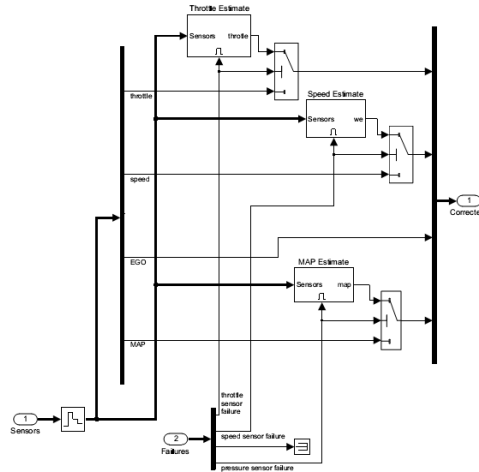 Throttle Estimate
Sensors
throttle
throttle
Speed Estimate
Sensors
we
speed
1
Correcte
EGO
MAP Estimate
Sensors
map
MAP
throttle
sensor
failure
1
Sensors
2
Failures
speed sensor failure
pressure sensor failure